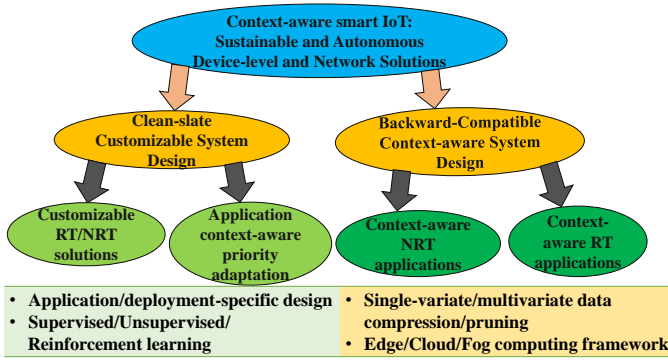 Context-aware smart IoT:
Sustainable and Autonomous
Device-level and Network Solutions
Clean-slate
Customizable System
Design
Backward-Compatible
Context-aware System
Design
Customizable
RT/NRT
solutions
Application
context-aware
priority
adaptation
Context-aware
NRT
applications
Context-
aware RT
applications
• Application/deployment-specific design
• Supervised/Unsupervised/
Reinforcement learning
• Single-variate/multivariate data
compression/pruning
• Edge/Cloud/Fog computing framework